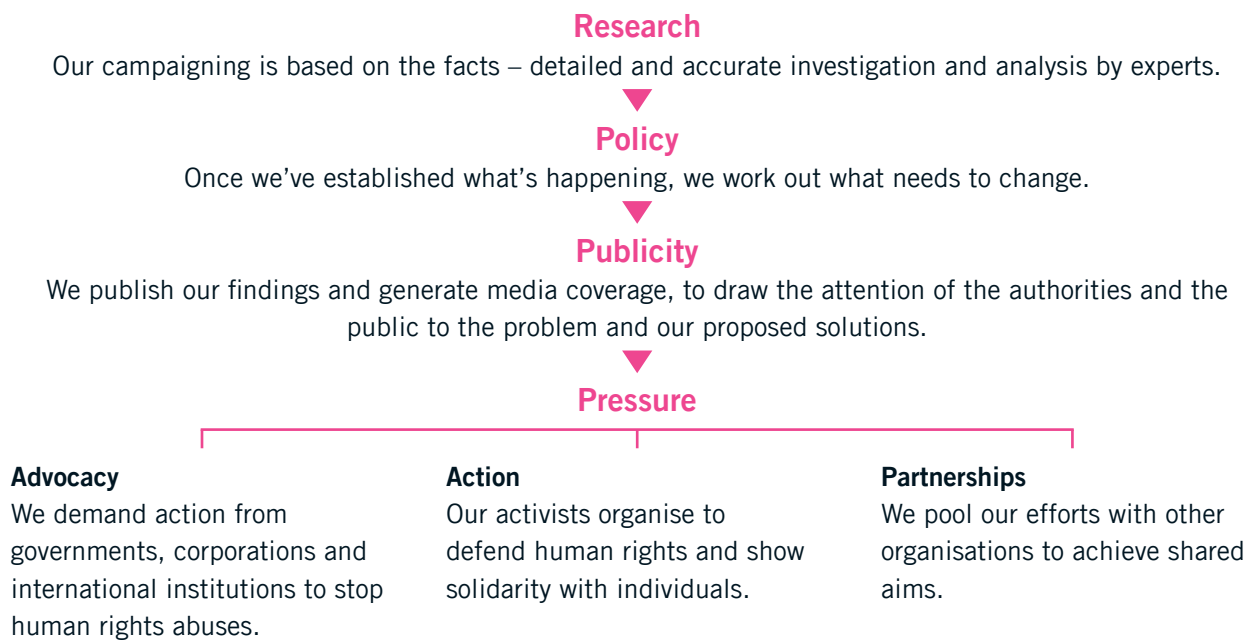 Research
Our campaigning is based on the facts – detailed and accurate investigation and analysis by experts.
Policy
Once we’ve established what’s happening, we work out what needs to change.
Publicity
We publish our findings and generate media coverage, to draw the attention of the authorities and the
public to the problem and our proposed solutions.
Pressure
Advocacy
We demand action from
governments, corporations and
international institutions to stop
human rights abuses.
Action
Our activists organise to
defend human rights and show
solidarity with individuals.
Partnerships
We pool our efforts with other
organisations to achieve shared
aims.